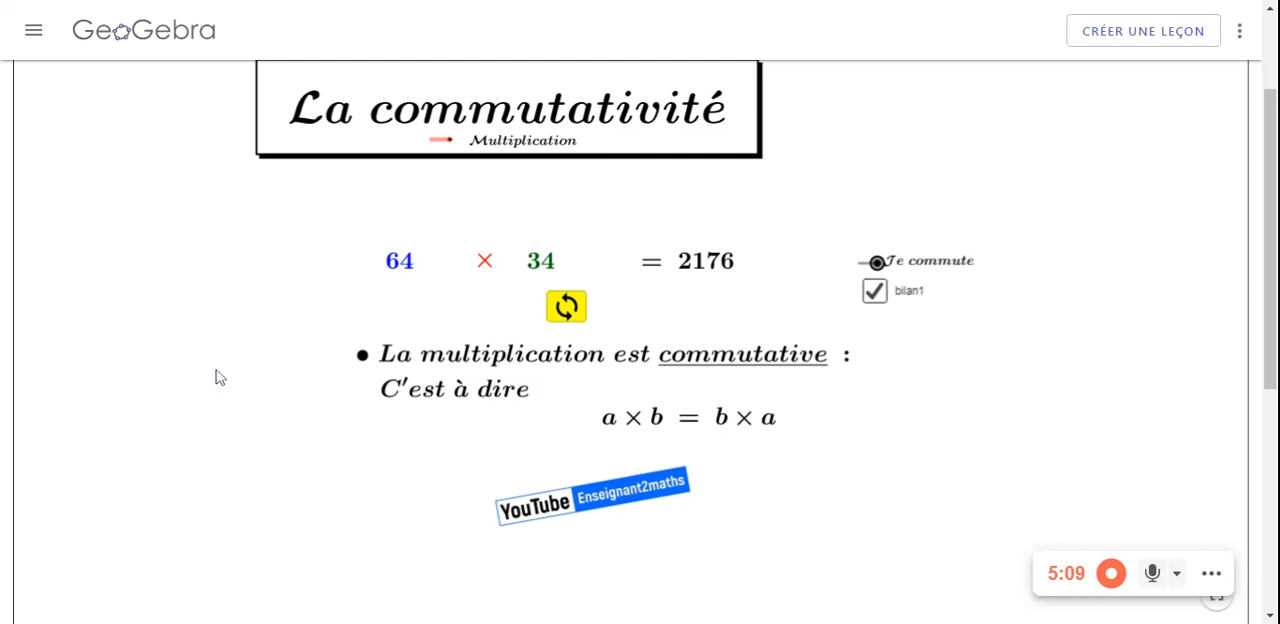 GeoGebra
CRÉER UNE LEÇON
La commutativité
Multiplication
64 × 34 = 2176
Je commute
bilan1
• La multiplication est commutative :
C'est à dire
a × b = b × a
YouTube Enseignant2maths
5:09